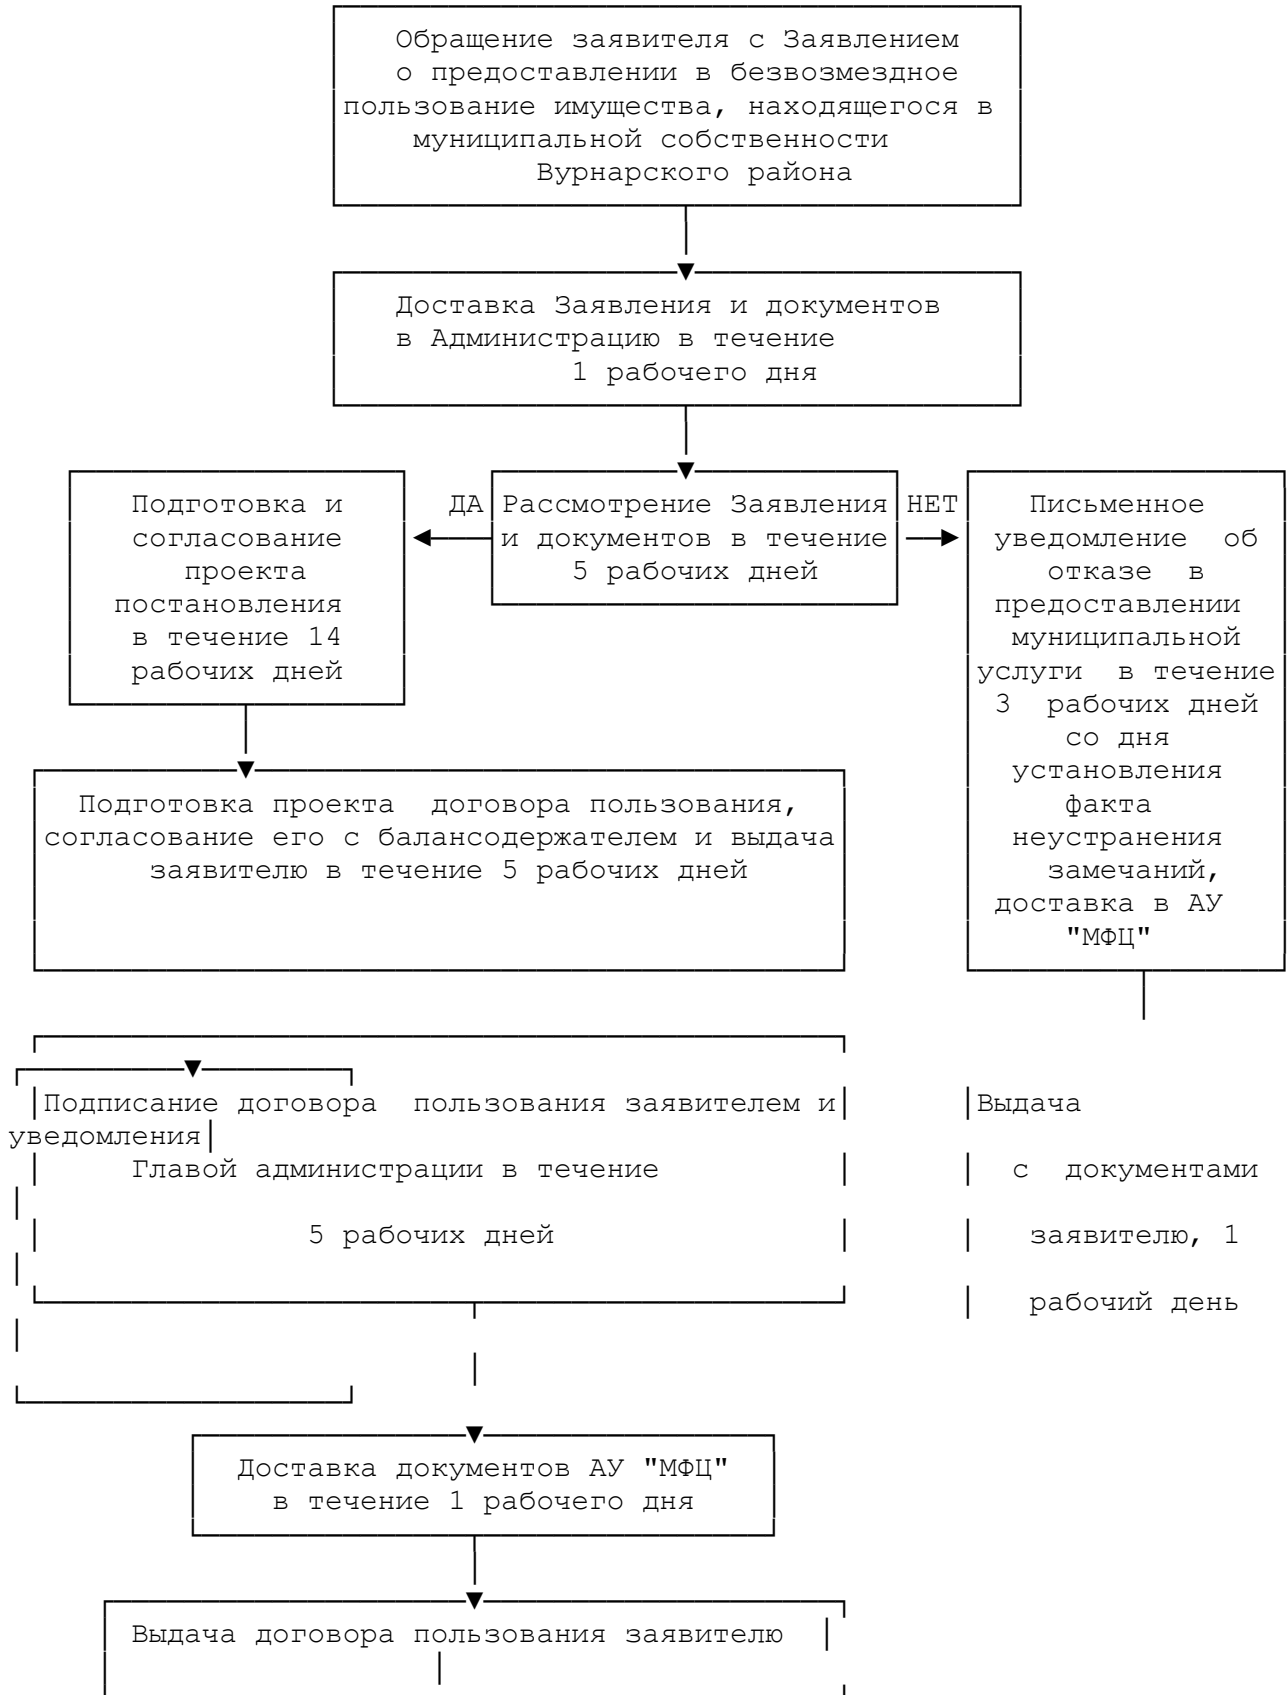 Обращение заявителя с Заявлением
о предоставлении в безвозмездное
пользование имущества, находящегося в
муниципальной собственности
Вурнарского района
Доставка Заявления и документов
в Администрацию в течение
1 рабочего дня
Подготовка и
согласование
проекта
постановления
в течение 14
рабочих дней
ДА
Рассмотрение Заявления
и документов в течение
5 рабочих дней
НЕТ
Письменное
уведомление об
отказе в
предоставлении
муниципальной
услуги в течение
3 рабочих дней
со дня
установления
факта
неустранения
замечаний,
доставка в АУ
"МФЦ"
Подготовка проекта договора пользования,
согласование его с балансодержателем и выдача
заявителю в течение 5 рабочих дней
Подписание договора пользования заявителем и
Выдача
уведомления
Главой администрации в течение
с документами
5 рабочих дней
заявителю, 1
рабочий день
Доставка документов АУ "МФЦ"
в течение 1 рабочего дня
Выдача договора пользования заявителю